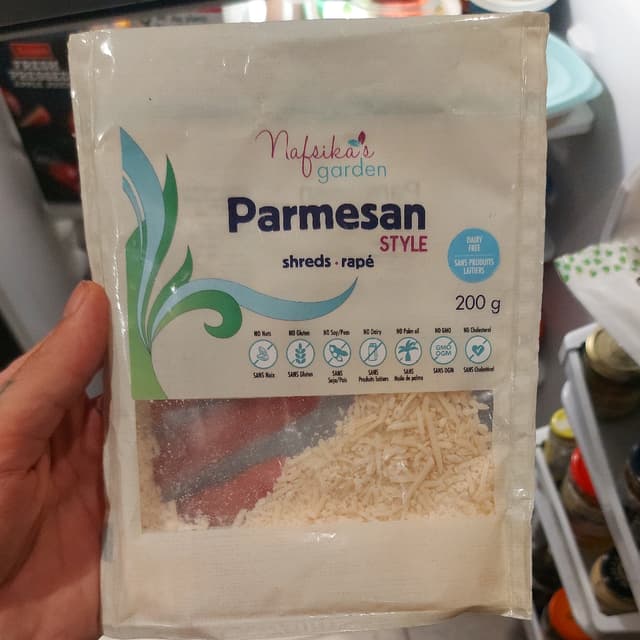 Nafsika's
garden
Parmesan
STYLE
shreds • rapé
DAIRY
FREE
SANS PRODUITS
LAITIERS
200 g
NO Nuts
NO Gluten
NO Soy/Peas
NO Dairy
NO Palm oil
NO GMO
NO Cholesterol
GMO
OGM
SANS Noix
SANS Gluten
SANS
Soja/Pois
SANS
Produits laitiers
SANS
Huile de palme
SANS OGM
SANS Cholestérol
FRESH